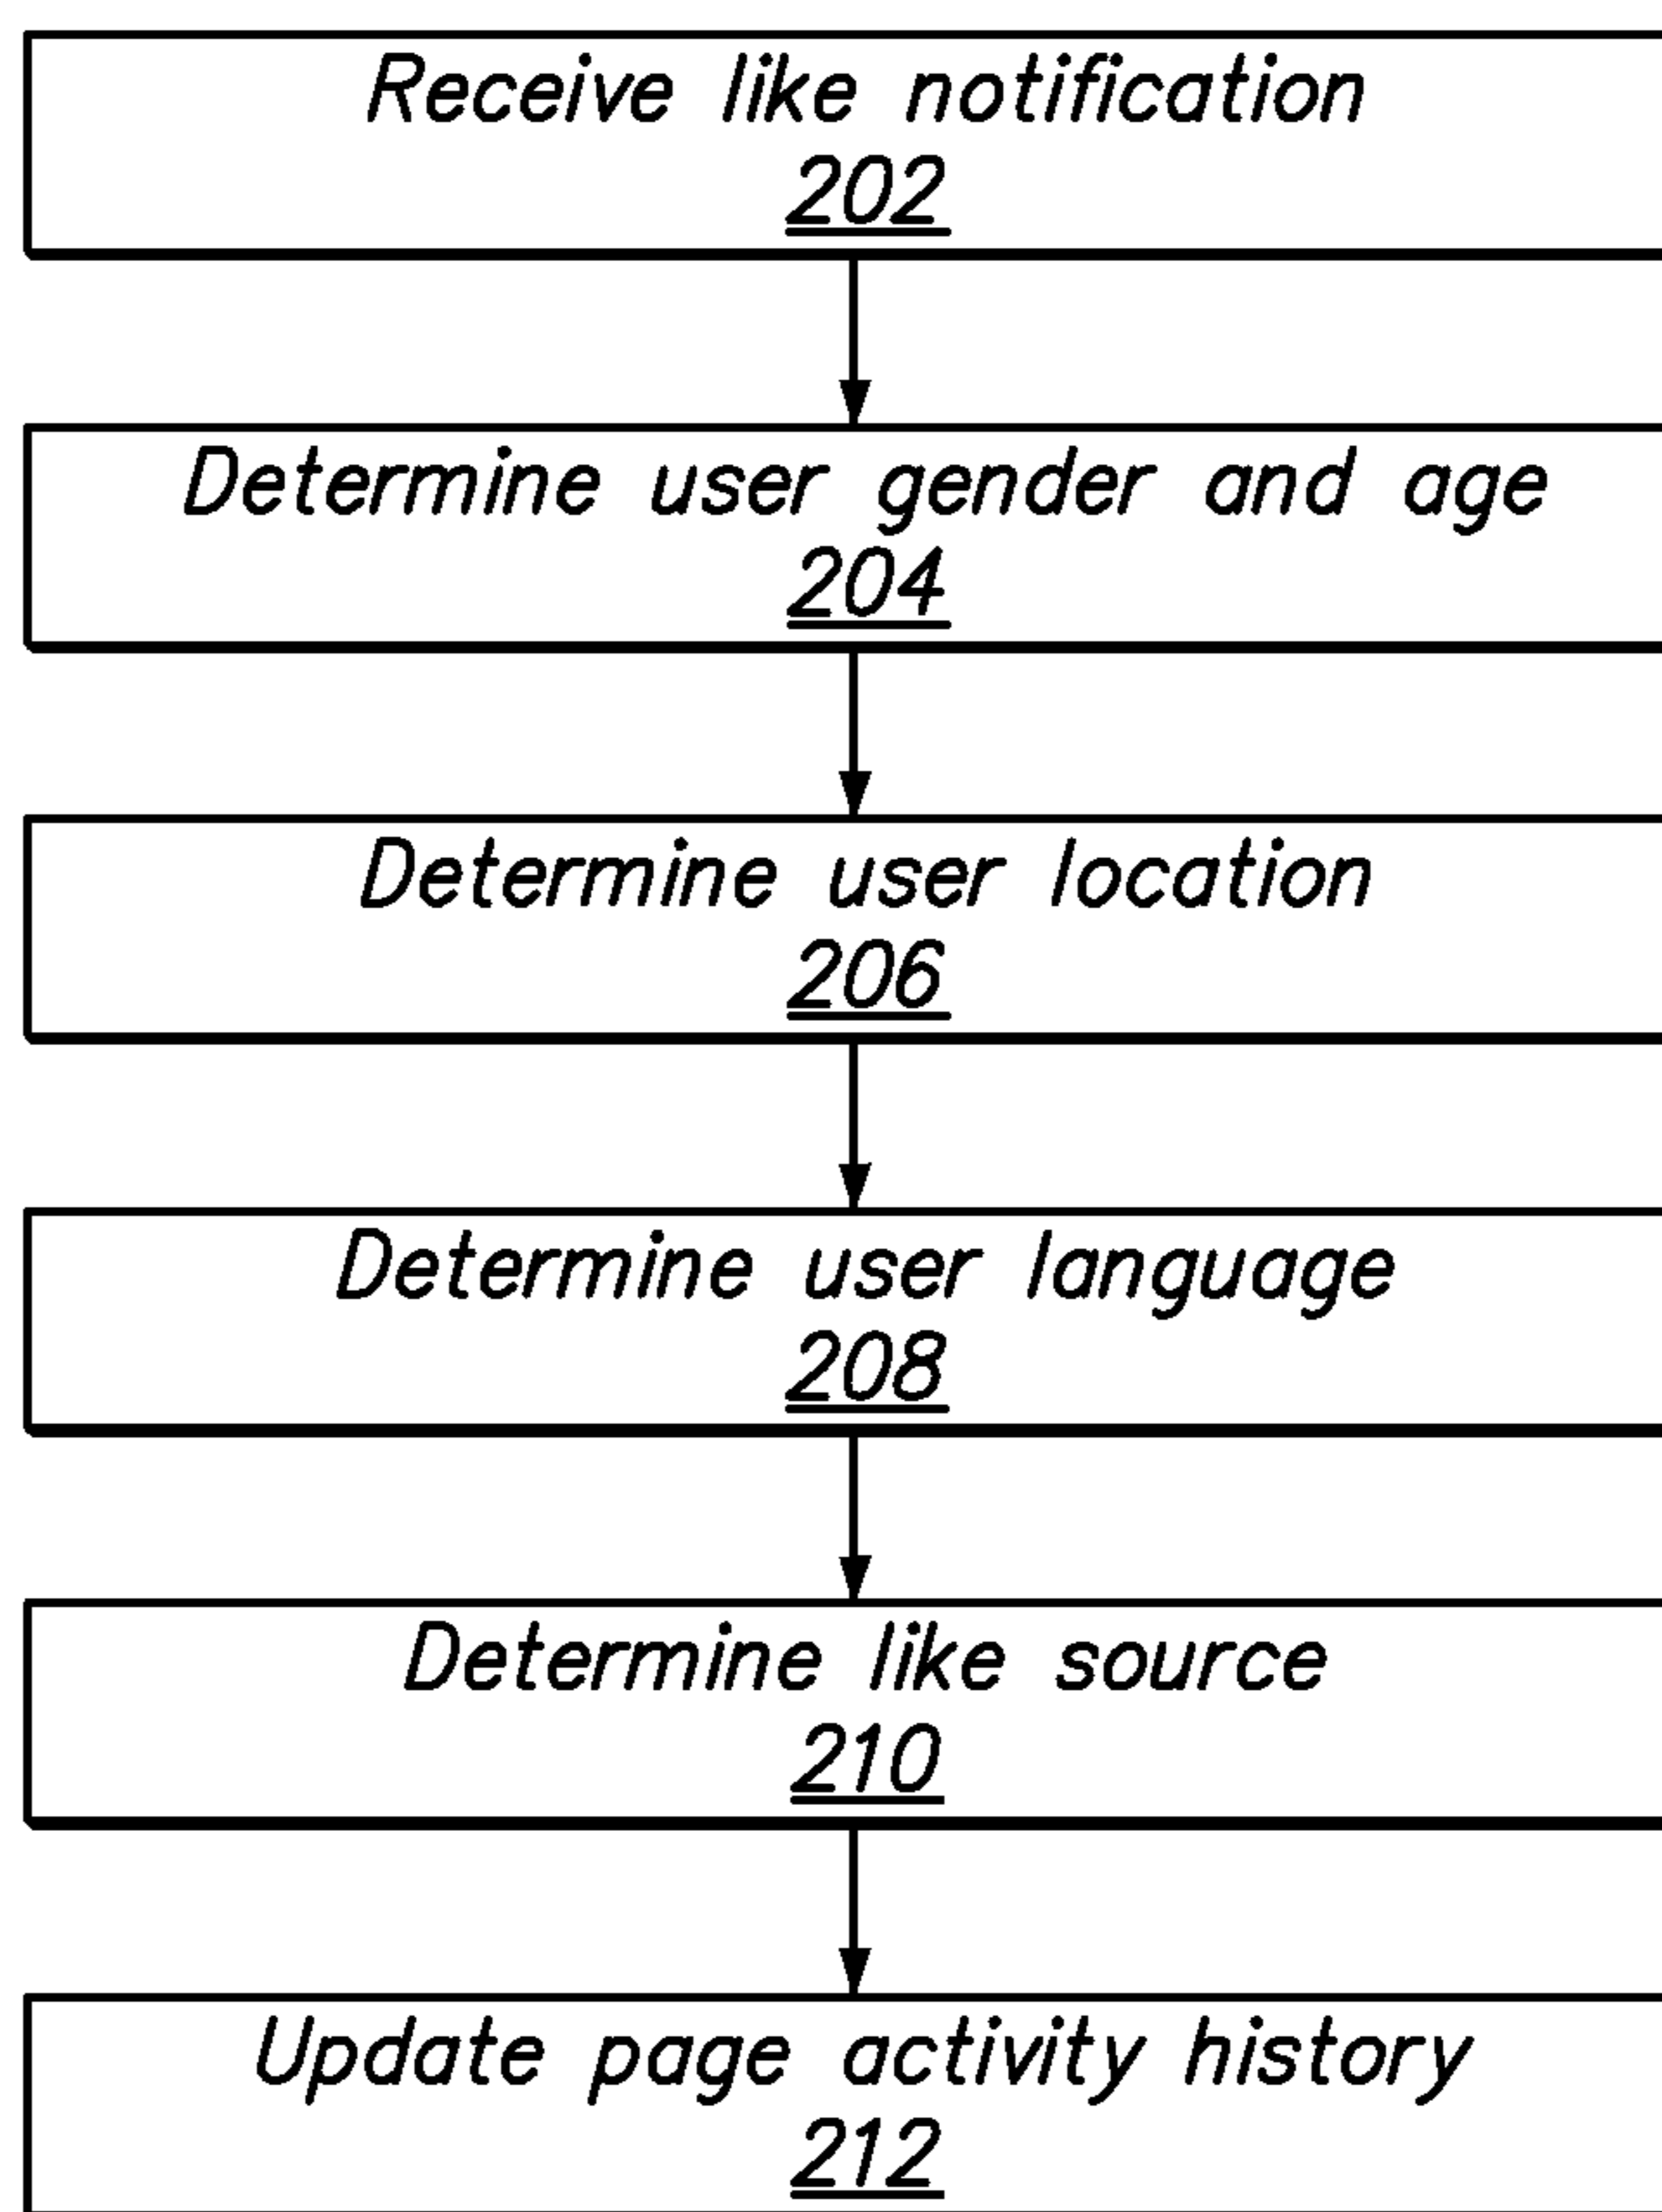 Receive like notification
202
Determine user gender and age
204
Determine user location
206
Determine user language
208
Determine like source
210
Update page activity history
212